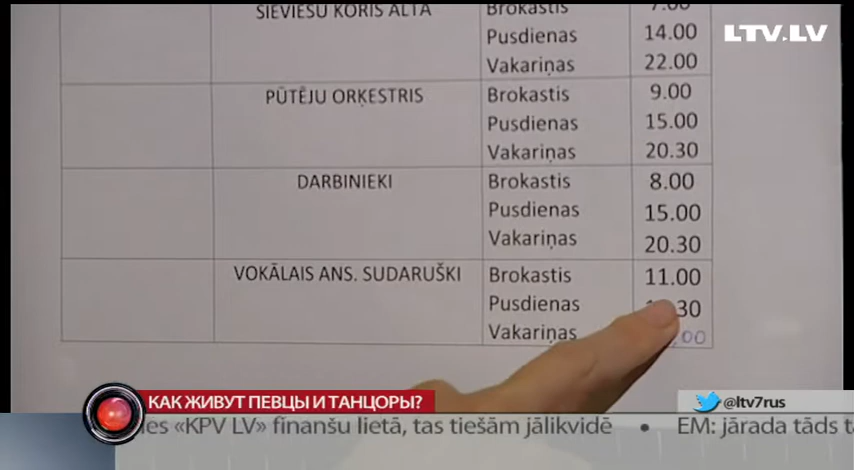 SIEVIEŠU KORIS ALTA
Brokastis 7.00
LTV.LV
Pusdienas 14.00
Vakariņas 22.00
PŪTĒJU ORĶESTRIS
Brokastis 9.00
Pusdienas 15.00
Vakariņas 20.30
DARBINIEKI
Brokastis 8.00
Pusdienas 15.00
Vakariņas 20.30
VOKĀLAIS ANS. SUDARUŠKI
Brokastis 11.00
Pusdienas
Vakariņas
КАК ЖИВУТ ПЕВЦЫ И ТАНЦОРЫ?
@ltv7rus
«KPV LV» finanšu lietā, tas tiešām jālikvidē • EM: jārada tāds